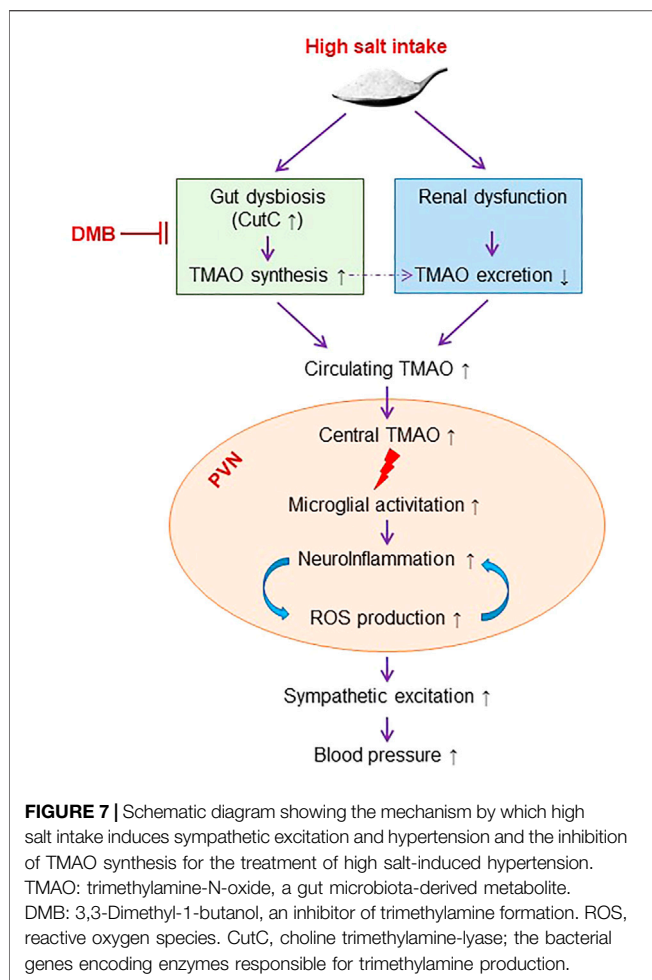 High salt intake
Gut dysbiosis
(CutC ↑)
TMAO synthesis ↑
DMB
Renal dysfunction
TMAO excretion ↓
Circulating TMAO ↑
PVN
Central TMAO ↑
Microglial activitation ↑
NeuroInflammation ↑
ROS production ↑
Sympathetic excitation ↑
Blood pressure ↑
FIGURE 7 | Schematic diagram showing the mechanism by which high
salt intake induces sympathetic excitation and hypertension and the inhibition
of TMAO synthesis for the treatment of high salt-induced hypertension.
TMAO: trimethylamine-N-oxide, a gut microbiota-derived metabolite.
DMB: 3,3-Dimethyl-1-butanol, an inhibitor of trimethylamine formation. ROS,
reactive oxygen species. CutC, choline trimethylamine-lyase; the bacterial
genes encoding enzymes responsible for trimethylamine production.